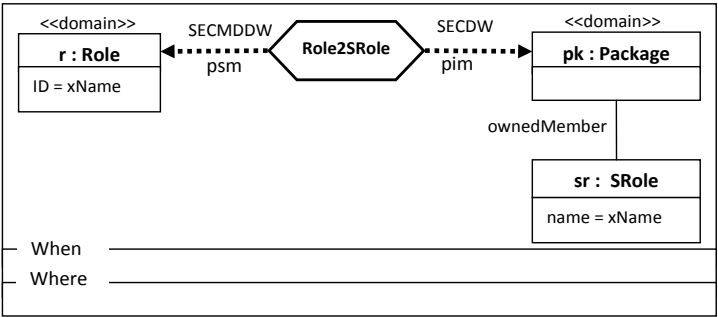 <<domain>>
r : Role
ID = xName
SECMDDW
psm
Role2SRole
SECDW
pim
<<domain>>
pk : Package
ownedMember
sr : SRole
name = xName
When
Where